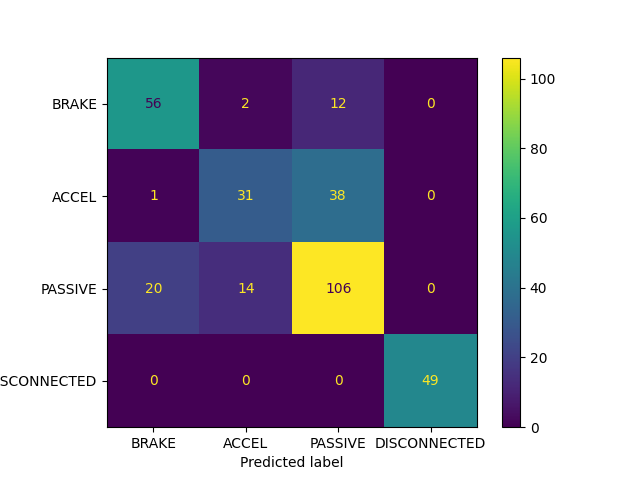 BRAKE 56 2 12 0
ACCEL 1 31 38 0
PASSIVE 20 14 106 0
SCONNECTED 0 0 0 49
BRAKE ACCEL PASSIVE DISCONNECTED
Predicted label
100
80
60
40
20
0